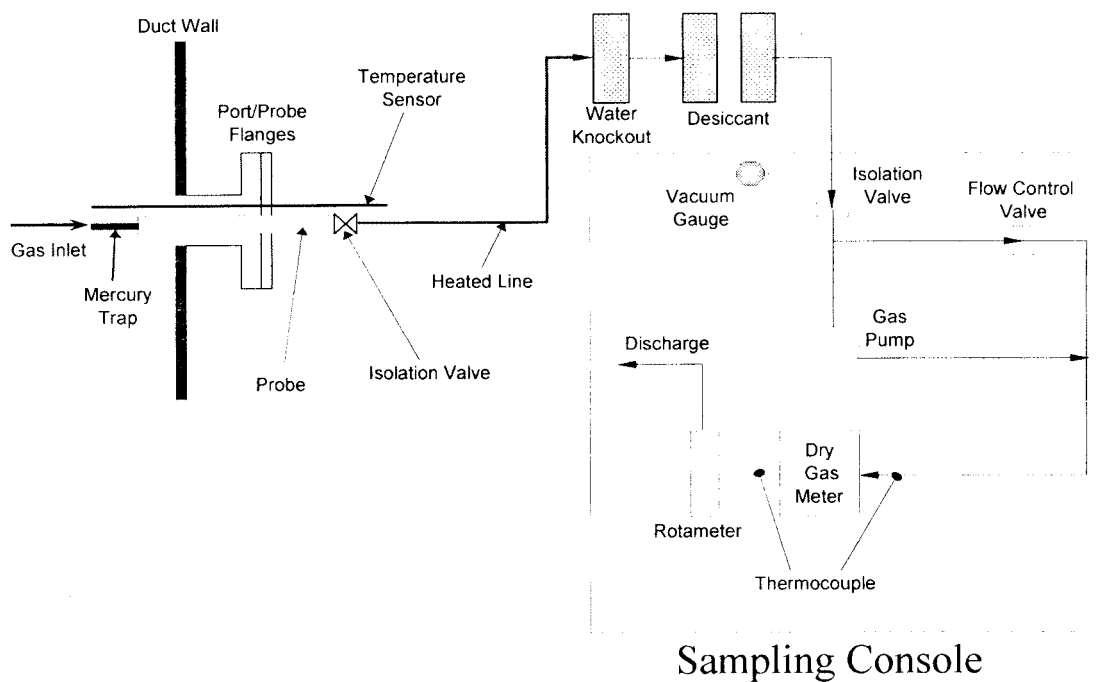 Duct Wall
Temperature
Sensor
Port/Probe
Flanges
Water
Knockout
Desiccant
Isolation
Valve
Flow Control
Valve
Vacuum
Gauge
Gas Inlet
Mercury
Trap
Heated Line
Probe
Isolation Valve
Gas
Pump
Discharge
Dry
Gas
Meter
Rotameter
Thermocouple
Sampling Console